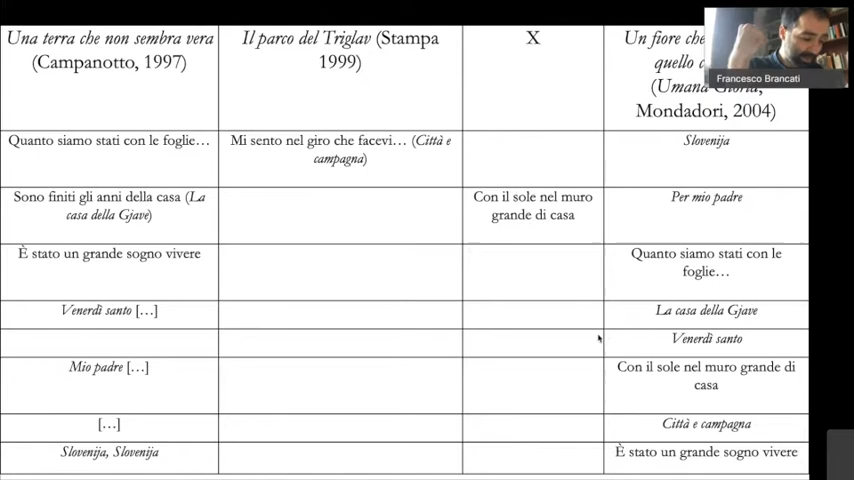 Una terra che non sembra vera
(Campanotto, 1997)
Il parco del Triglav (Stampa
1999)
X
Un fiore che
quello
(Umana Gloria,
Mondadori, 2004)
Francesco Brancati
Quanto siamo stati con le foglie…
Mi sento nel giro che facevi… (Città e
campagna)
Slovenija
Sono finiti gli anni della casa (La
casa della Gjave)
Con il sole nel muro
grande di casa
Per mio padre
È stato un grande sogno vivere
Quanto siamo stati con le
foglie…
Venerdì santo […]
La casa della Gjave
Venerdì santo
Mio padre […]
Con il sole nel muro grande di
casa
[…]
Città e campagna
Slovenija, Slovenija
È stato un grande sogno vivere